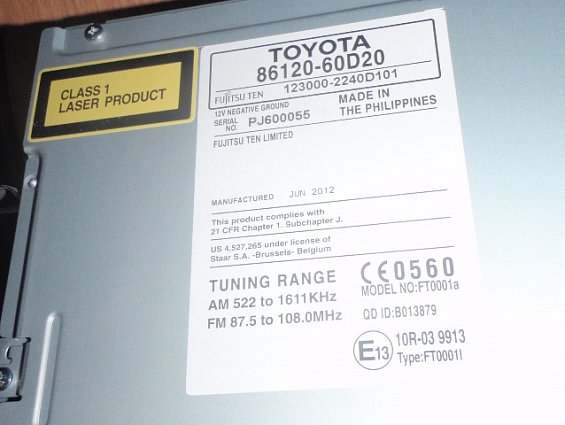 CLASS 1
LASER PRODUCT
TOYOTA
86120-60D20
FUJITSU TEN 123000-2240D101
12V NEGATIVE GROUND
SERIAL NO. PJ600055
MADE IN
THE PHILIPPINES
FUJITSU TEN LIMITED
MANUFACTURED JUN 2012
This product complies with
21 CFR Chapter 1, Subchapter J.
US 4,527,265 under license of
Staar S.A. -Brussels- Belgium
TUNING RANGE
AM 522 to 1611KHz
FM 87.5 to 108.0MHz
CE0560
MODEL NO:FT0001a
QD ID:B013879
E13 10R-03 9913
Type:FT0001I